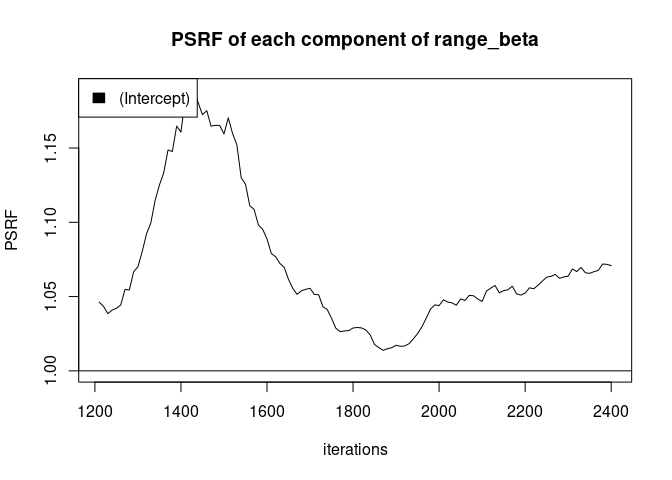 PSRF of each component of range_beta
(Intercept)
PSRF
1.15
1.10
1.05
1.00
1200 1400 1600 1800 2000 2200 2400
iterations